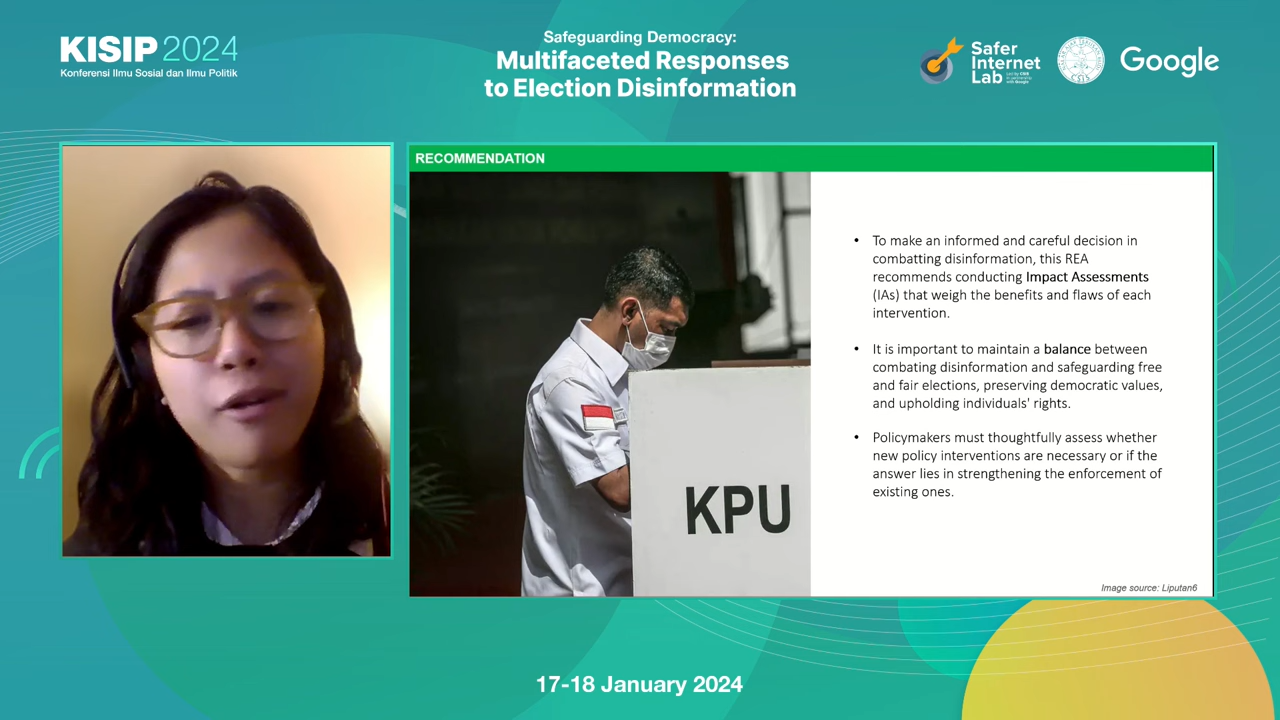 KISIP 2024
Konferensi Ilmu Sosial dan Ilmu Politik
Safeguarding Democracy:
Multifaceted Responses
to Election Disinformation
Safer
Internet
Lab
CSIS
Google
RECOMMENDATION
• To make an informed and careful decision in
combatting disinformation, this REA
recommends conducting Impact Assessments
(IAs) that weigh the benefits and flaws of each
intervention.
• It is important to maintain a balance between
combating disinformation and safeguarding free
and fair elections, preserving democratic values,
and upholding individuals' rights.
• Policymakers must thoughtfully assess whether
new policy interventions are necessary or if the
answer lies in strengthening the enforcement of
existing ones.
KPU
Image source: Liputan6
17-18 January 2024